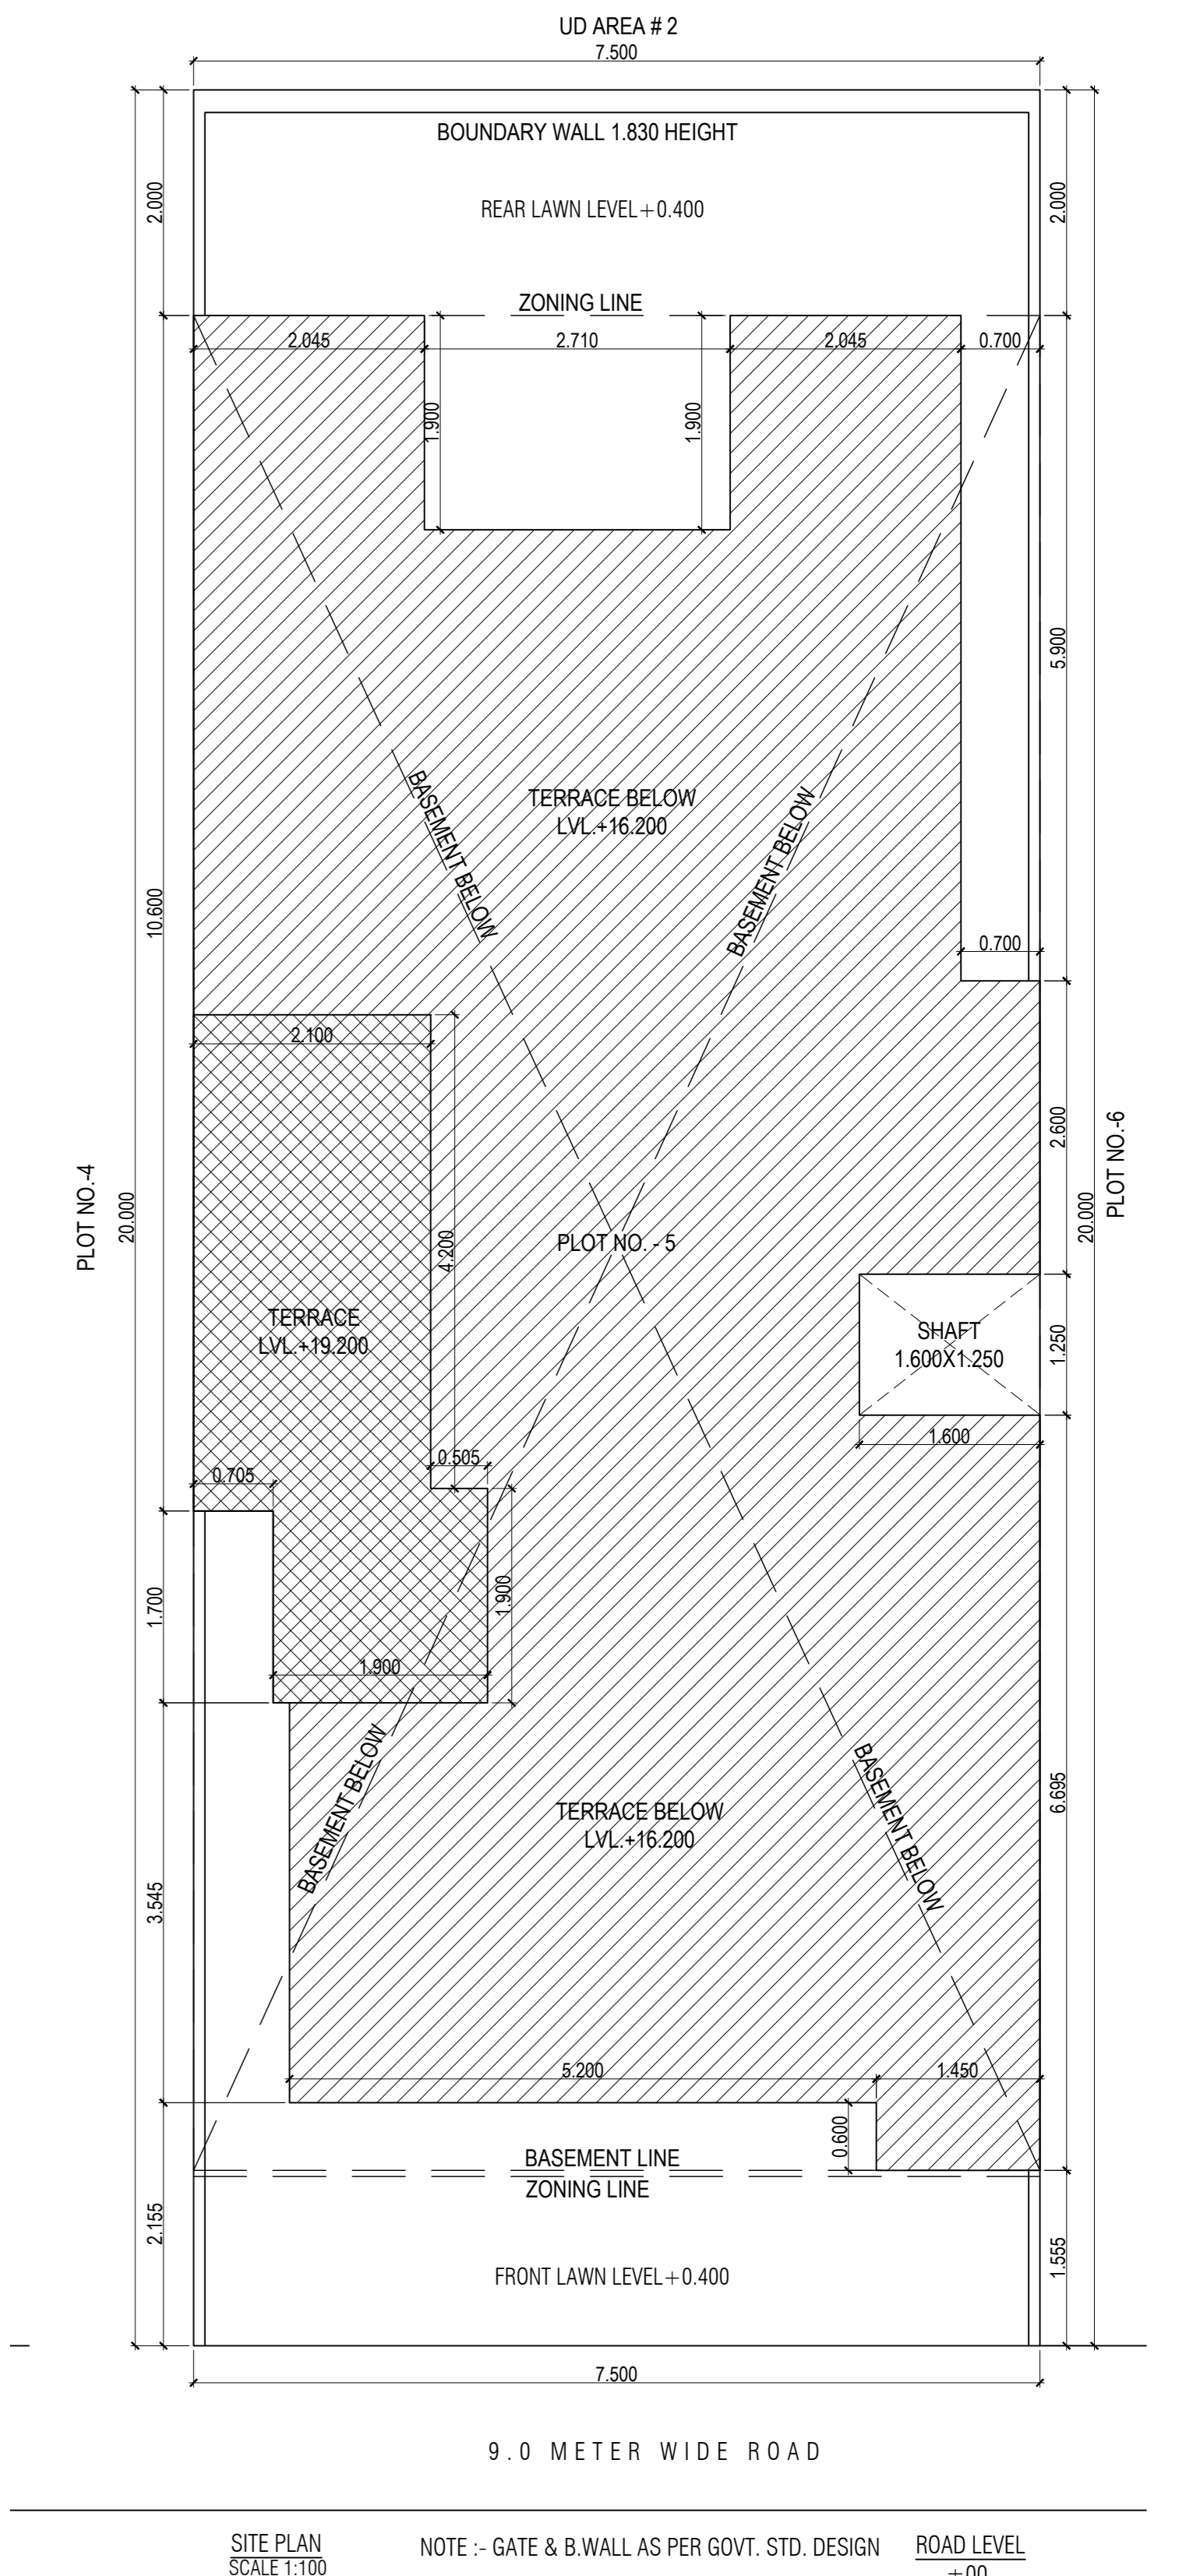 UD AREA # 2
7.500
BOUNDARY WALL 1.830 HEIGHT
2.000
2.000
REAR LAWN LEVEL+0.400
ZONING LINE
2.045
2.710
2.045
0.700
1.900
1.900
5.900
BASEMENT BELOW
TERRACE BELOW
LVL.+16.200
BASEMENT BELOW
10.600
0.700
2.100
2.600
PLOT NO.-4
20.000
4.200
PLOT NO. - 5
20.000
PLOT NO.-6
TERRACE
LVL.+19.200
SHAFT
1.600X1.250
1.250
1.600
0.505
0.705
1.700
1.900
1.900
BASEMENT BELOW
TERRACE BELOW
LVL.+16.200
BASEMENT BELOW
6.695
3.545
5.200
1.450
0.600
BASEMENT LINE
ZONING LINE
2.155
1.555
FRONT LAWN LEVEL+0.400
7.500
9.0 METER WIDE ROAD
SITE PLAN
SCALE 1:100
NOTE :- GATE & B.WALL AS PER GOVT. STD. DESIGN
ROAD LEVEL
±00